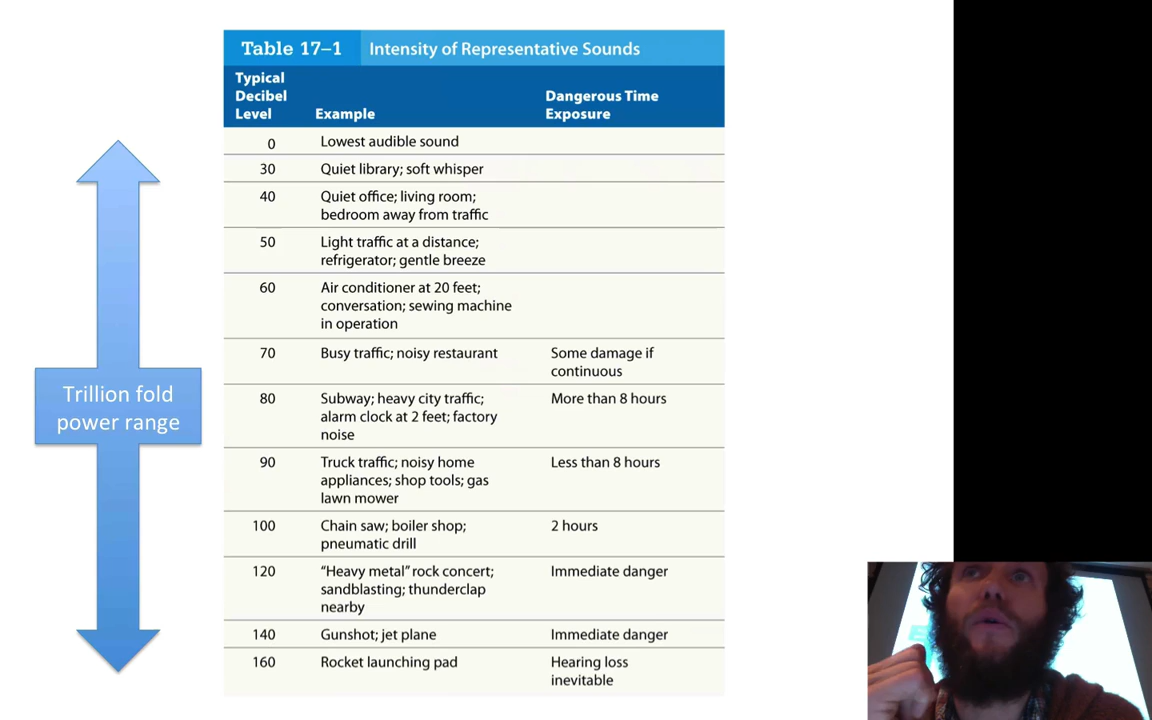 Table 17–1 Intensity of Representative Sounds
Typical
Decibel Dangerous Time
Level Example Exposure
0 Lowest audible sound
30 Quiet library; soft whisper
40 Quiet office; living room;
bedroom away from traffic
50 Light traffic at a distance;
refrigerator; gentle breeze
60 Air conditioner at 20 feet;
conversation; sewing machine
in operation
70 Busy traffic; noisy restaurant Some damage if
continuous
80 Subway; heavy city traffic; More than 8 hours
alarm clock at 2 feet; factory
noise
90 Truck traffic; noisy home Less than 8 hours
appliances; shop tools; gas
lawn mower
100 Chain saw; boiler shop; 2 hours
pneumatic drill
120 “Heavy metal” rock concert; Immediate danger
sandblasting; thunderclap
nearby
140 Gunshot; jet plane Immediate danger
160 Rocket launching pad Hearing loss
inevitable
Trillion fold
power range